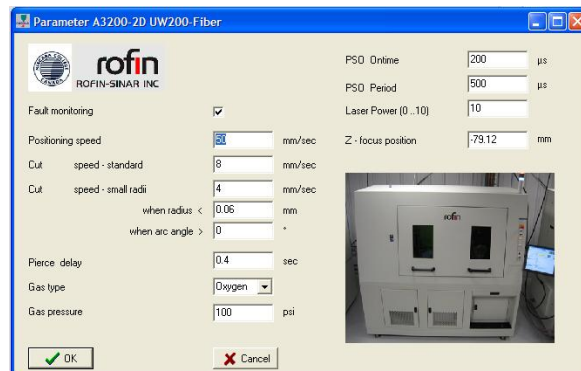 Parameter A3200-2D UW200-Fiber
NIAGARA COLLEGE
CANADA
rofin
ROFIN-SINAR INC
Fault monitoring
Positioning speed 50 mm/sec
Cut speed - standard 8 mm/sec
Cut speed - small radii 4 mm/sec
when radius < 0.06 mm
when arc angle > 0 °
Pierce delay 0.4 sec
Gas type Oxygen
Gas pressure 100 psi
OK
Cancel
PSO Ontime 200 µs
PSO Period 500 µs
Laser Power (0 ..10) 10
Z - focus position -79.12 mm
rofin